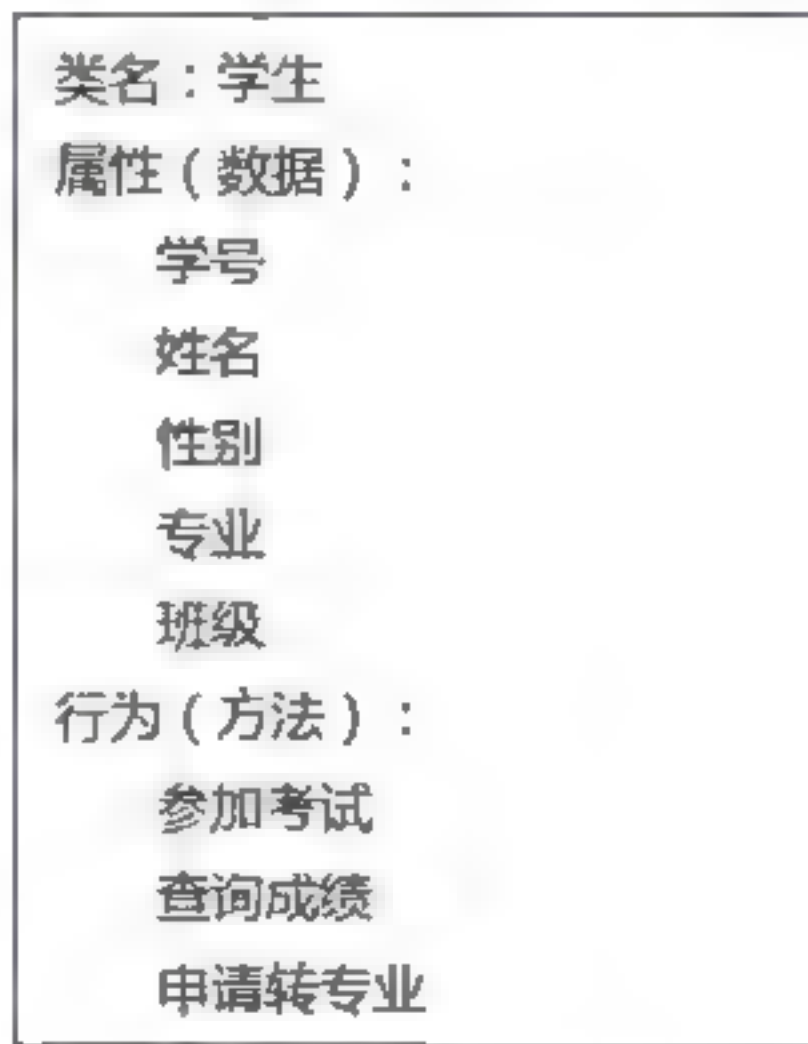 类名：学生
属性（数据）：
学号
姓名
性别
专业
班级
行为（方法）：
参加考试
查询成绩
申请转专业